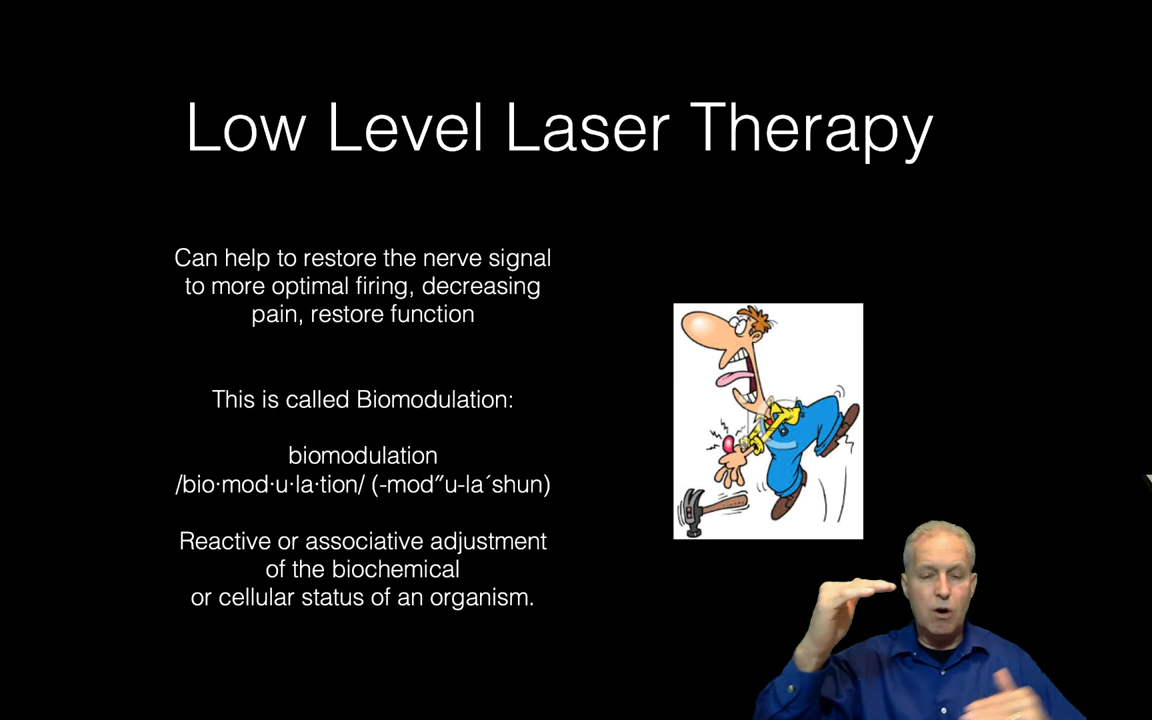 Low Level Laser Therapy
Can help to restore the nerve signal
to more optimal firing, decreasing
pain, restore function
This is called Biomodulation:
biomodulation
/bio·mod·u·la·tion/ (-mod″u-la´shun)
Reactive or associative adjustment
of the biochemical
or cellular status of an organism.